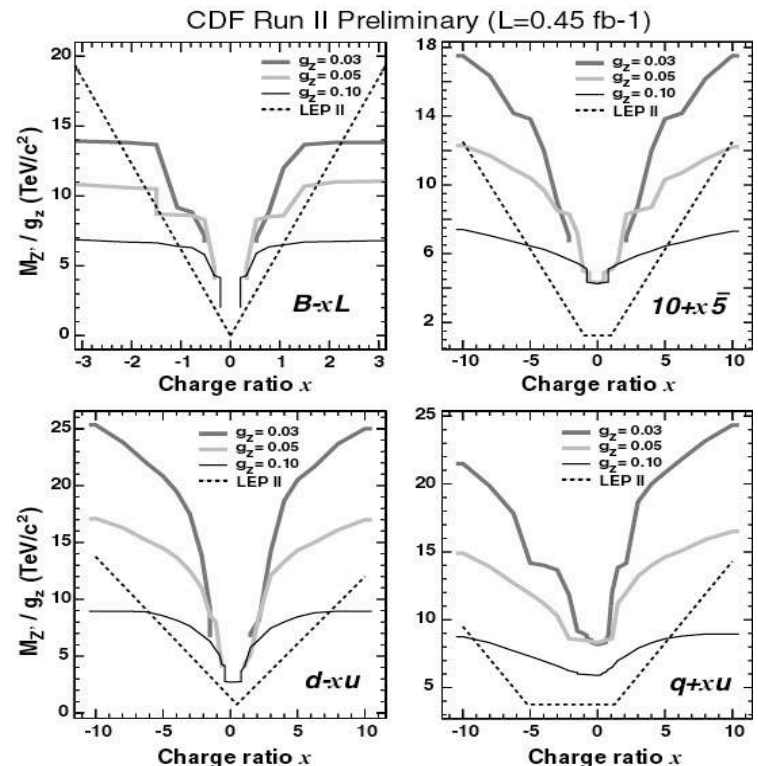 CDF Run II Preliminary (L=0.45 fb-1)
M_Z' / g_z (TeV/c²)
20
15
10
5
0
g_z= 0.03
g_z= 0.05
g_z= 0.10
LEP II
B-xL
-3 -2 -1 0 1 2 3
Charge ratio x
18
14
10
6
2
g_z= 0.03
g_z= 0.05
g_z= 0.10
LEP II
10+x5̄
-10 -5 0 5 10
Charge ratio x
M_Z' / g_z (TeV/c²)
25
20
15
10
5
0
g_z= 0.03
g_z= 0.05
g_z= 0.10
LEP II
d-xu
-10 -5 0 5 10
Charge ratio x
25
20
15
10
5
g_z= 0.03
g_z= 0.05
g_z= 0.10
LEP II
q+xu
-10 -5 0 5 10
Charge ratio x